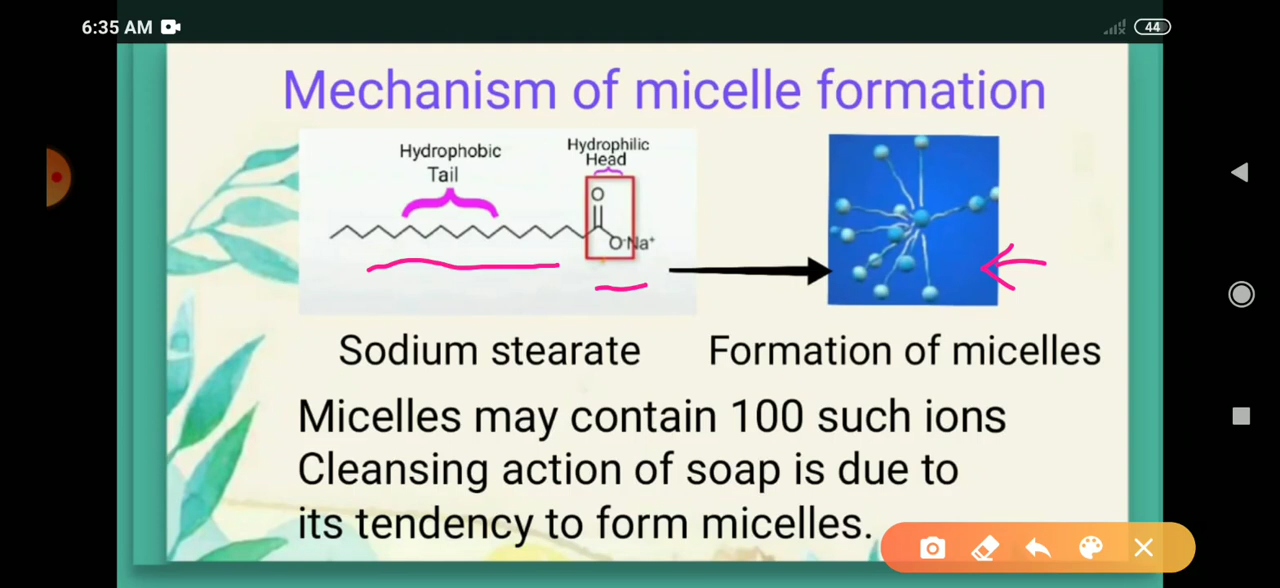 6:35 AM
44
Mechanism of micelle formation
Hydrophobic
Tail
Hydrophilic
Head
O
O⁻Na⁺
Sodium stearate
Formation of micelles
Micelles may contain 100 such ions
Cleansing action of soap is due to
its tendency to form micelles.